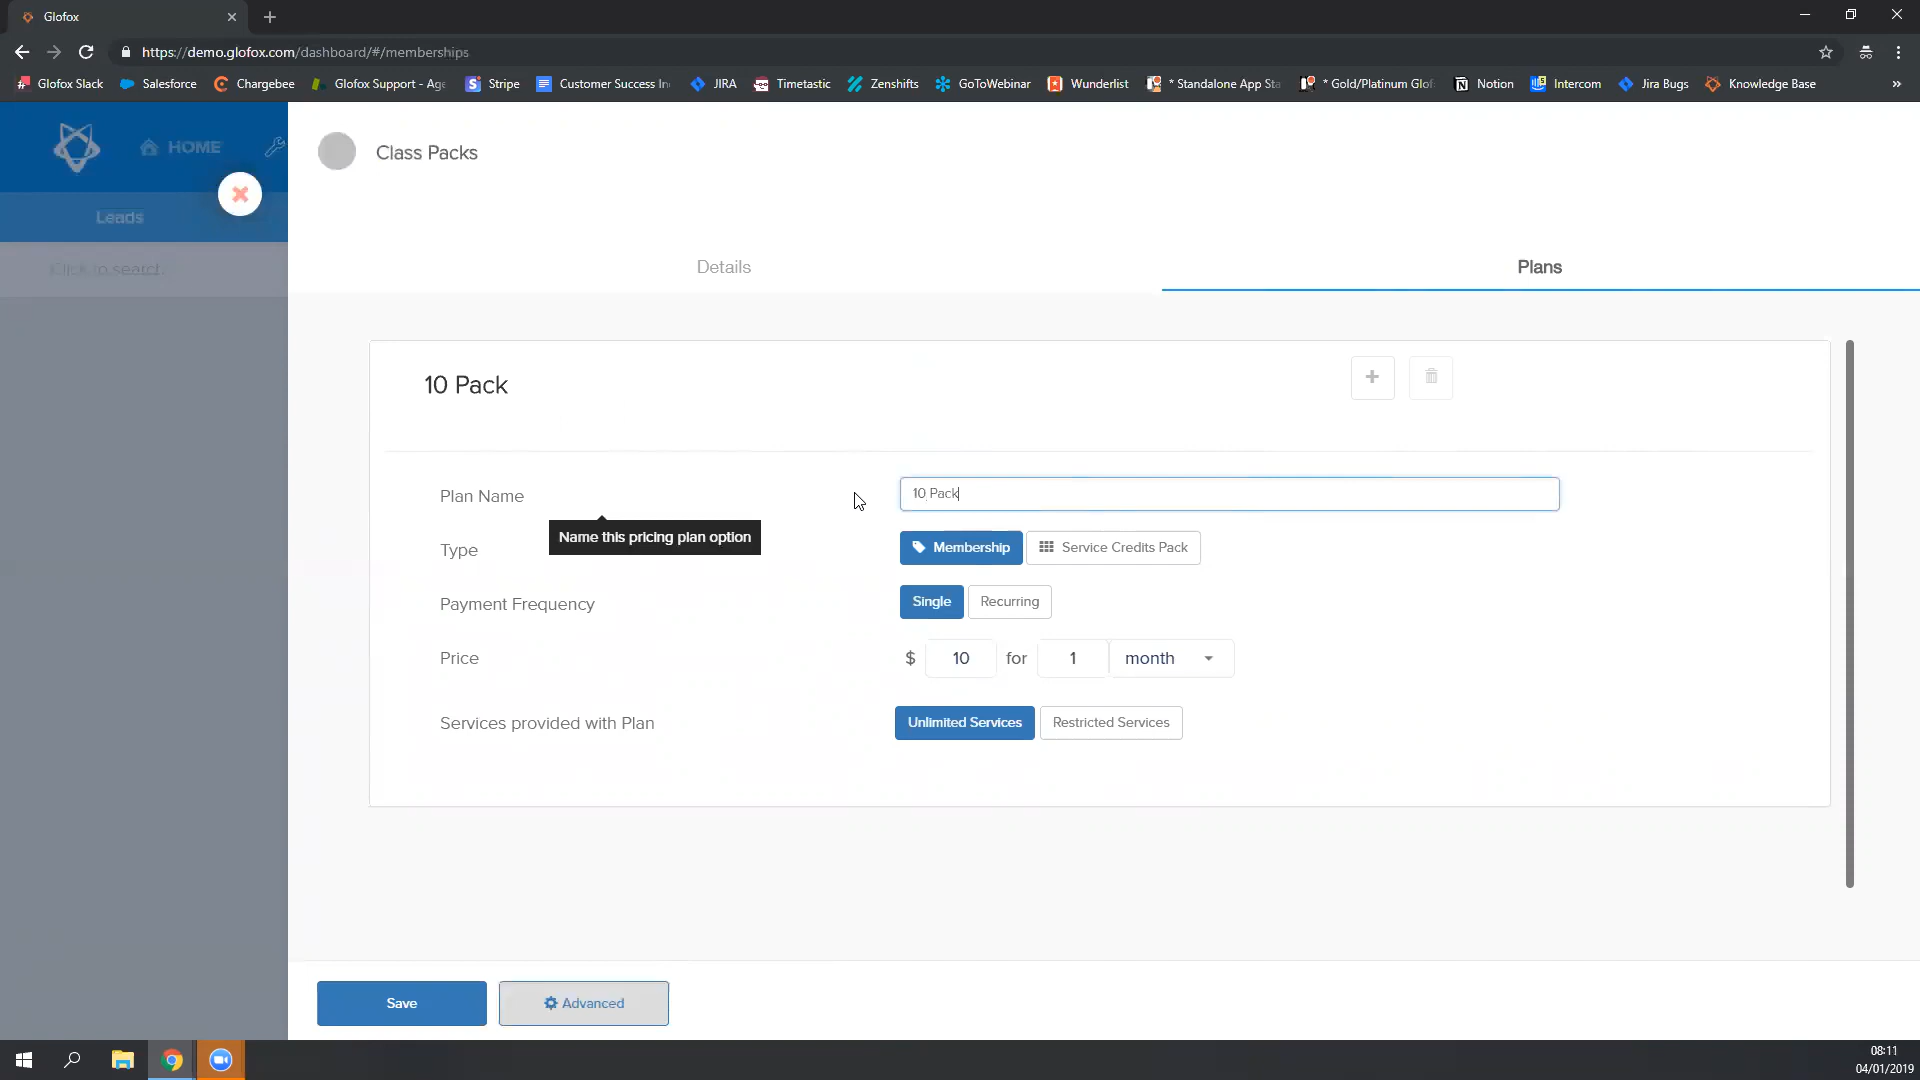 Glofox
https://demo.glofox.com/dashboard/#/memberships
Glofox Slack
Salesforce
Chargebee
Glofox Support - Age
Stripe
Customer Success In
JIRA
Timetastic
Zenshifts
GoToWebinar
Wunderlist
* Standalone App Sta
* Gold/Platinum Glof
Notion
Intercom
Jira Bugs
Knowledge Base
»
HOME
Class Packs
Leads
Click to search
Details
Plans
10 Pack
Plan Name
10 Pack
Name this pricing plan option
Type
Membership
Service Credits Pack
Payment Frequency
Single
Recurring
Price
$ 10 for 1 month
Services provided with Plan
Unlimited Services
Restricted Services
Save
Advanced
08:11
04/01/2019